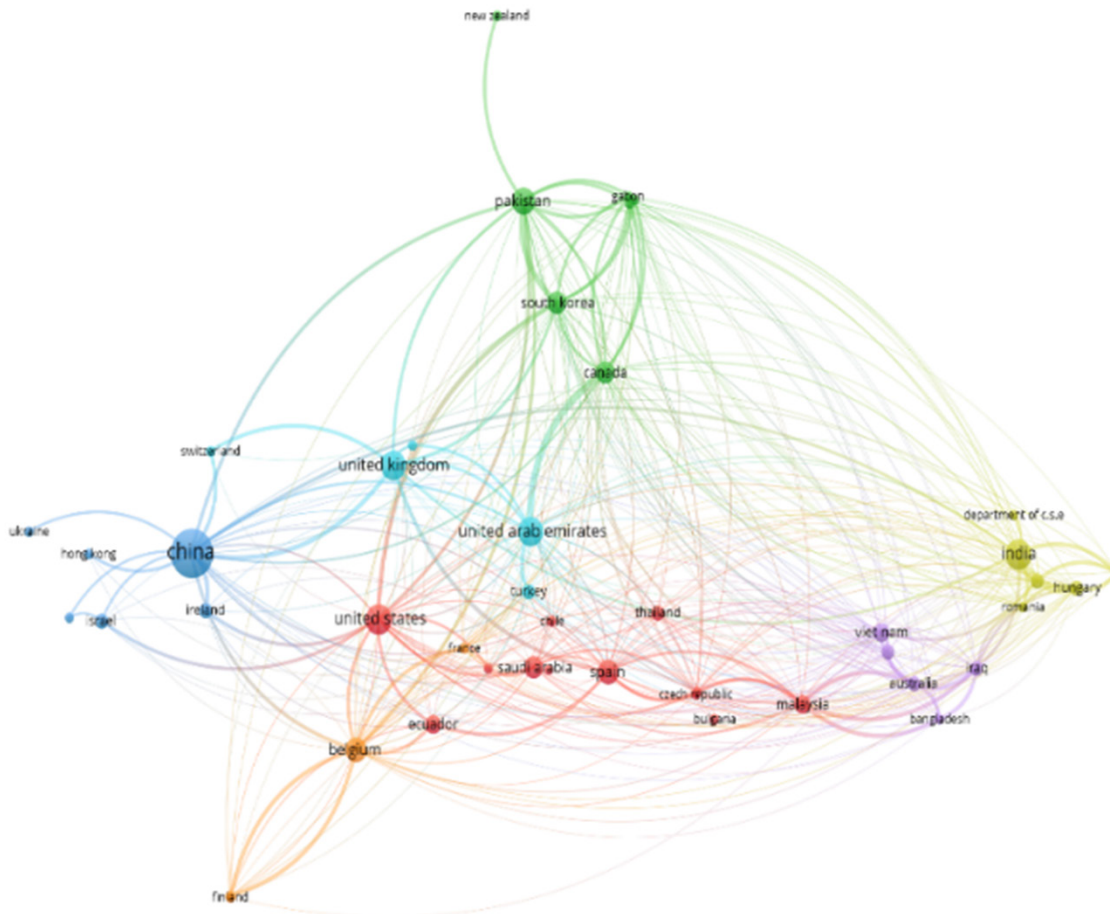 new zealand
pakistan
gabon
south korea
canada
switzerland
united kingdom
ukraine
china
hong kong
united arab emirates
department of c.s.e
india
hungary
romania
israel
ireland
turkey
united states
chile
thailand
france
viet nam
saudi arabia
spain
iraq
australia
czech republic
malaysia
bulgaria
bangladesh
ecuador
belgium
finland